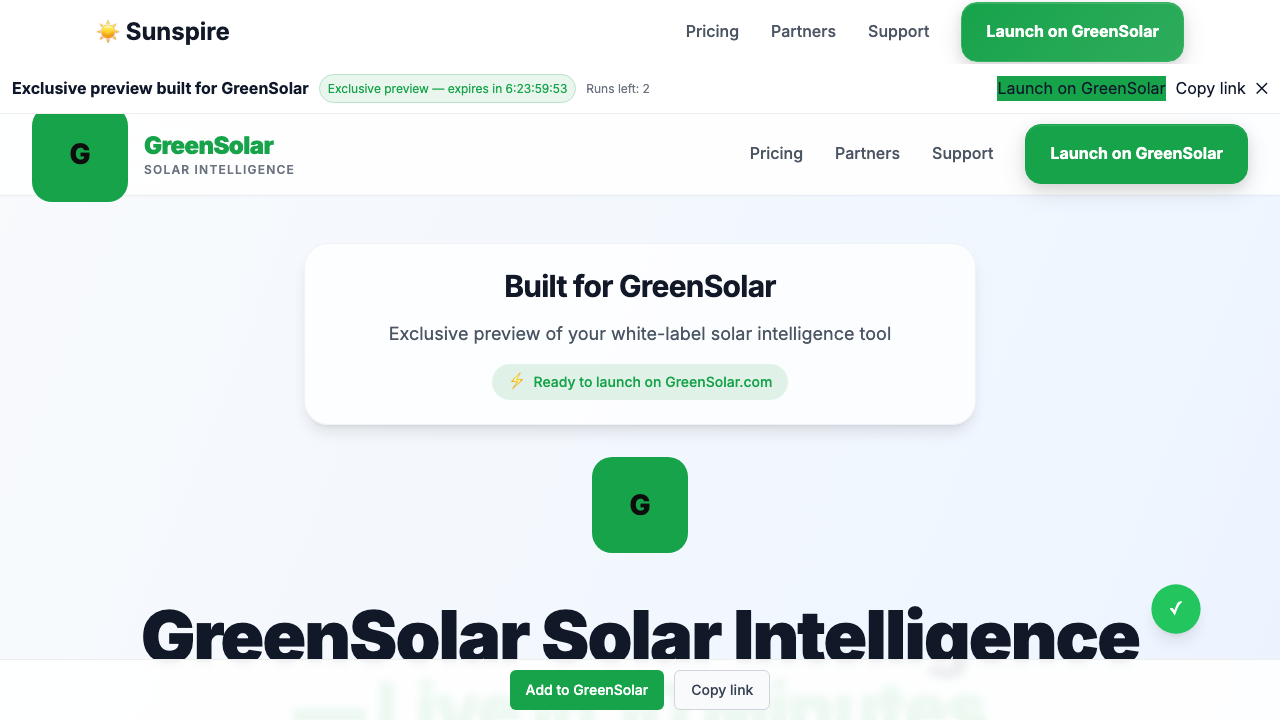 ☀️ Sunspire Pricing Partners Support Launch on GreenSolar
Exclusive preview built for GreenSolar Exclusive preview — expires in 6:23:59:53 Runs left: 2 Launch on GreenSolar Copy link ✕
G GreenSolar Pricing Partners Support Launch on GreenSolar
SOLAR INTELLIGENCE
Built for GreenSolar
Exclusive preview of your white-label solar intelligence tool
⚡ Ready to launch on GreenSolar.com
G
✓
GreenSolar Solar Intelligence
Add to GreenSolar Copy link